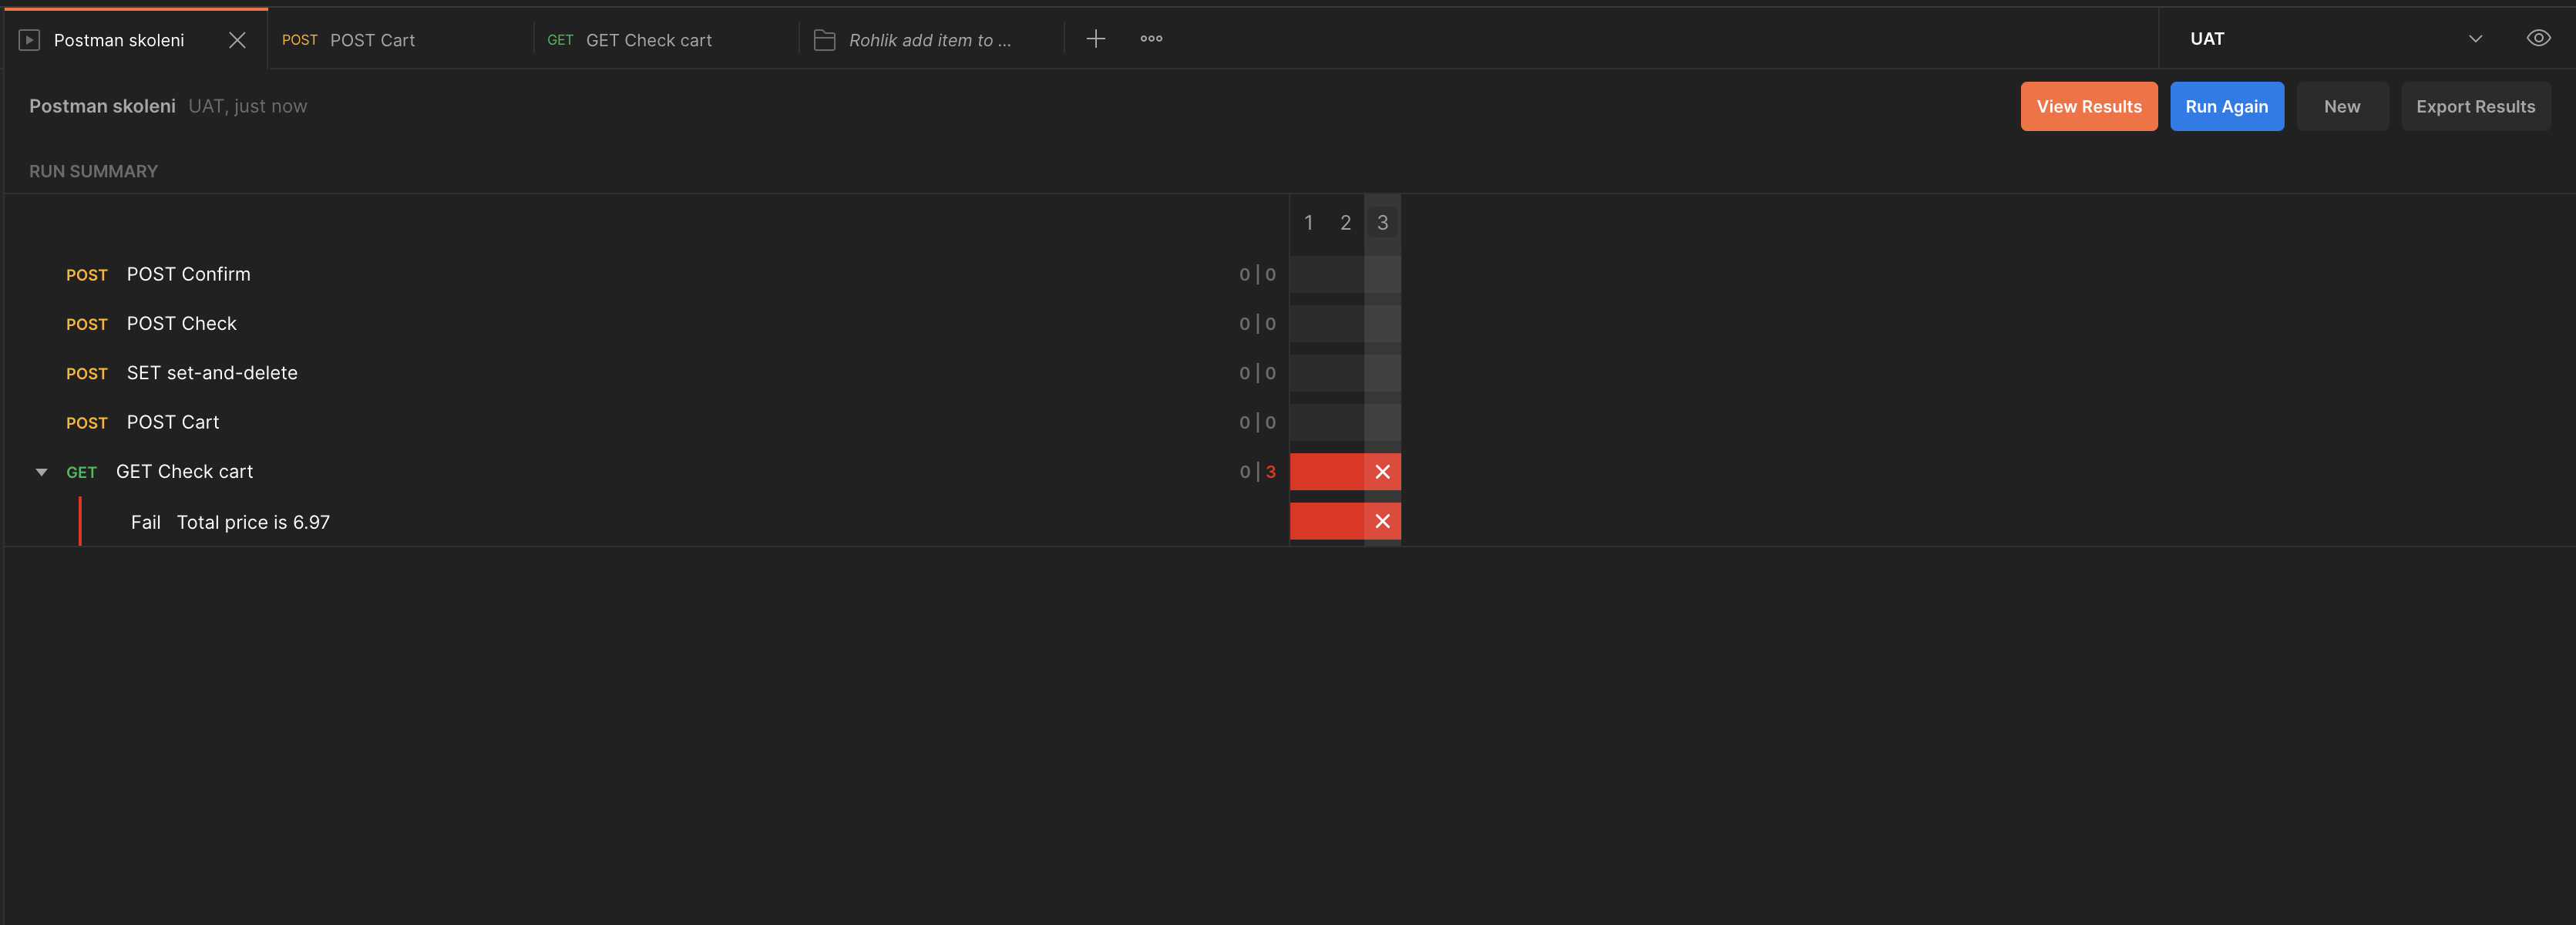 Postman skoleni POST POST Cart GET GET Check cart Rohlik add item to ... UAT
Postman skoleni UAT, just now View Results Run Again New Export Results
RUN SUMMARY
1 2 3
POST POST Confirm 0 | 0
POST POST Check 0 | 0
POST SET set-and-delete 0 | 0
POST POST Cart 0 | 0
GET GET Check cart 0 | 3
Fail Total price is 6.97